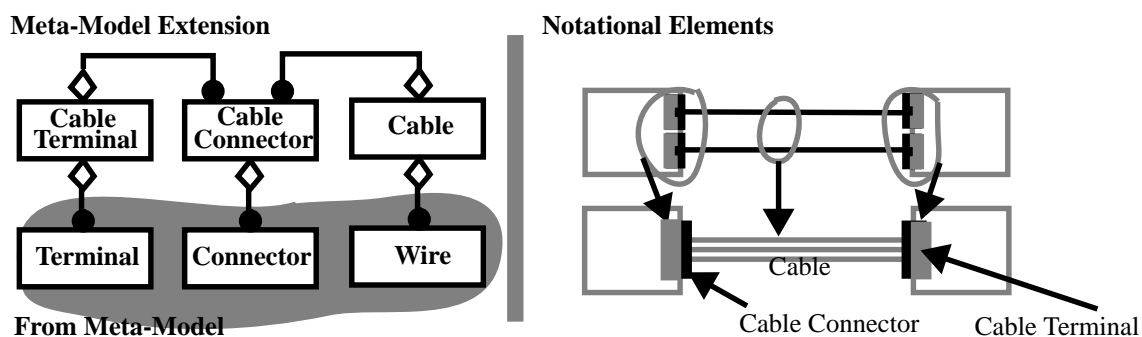 Meta-Model Extension
Cable
Terminal
Cable
Connector
Cable
Terminal
Connector
Wire
From Meta-Model
Notational Elements
Cable
Cable Connector
Cable Terminal